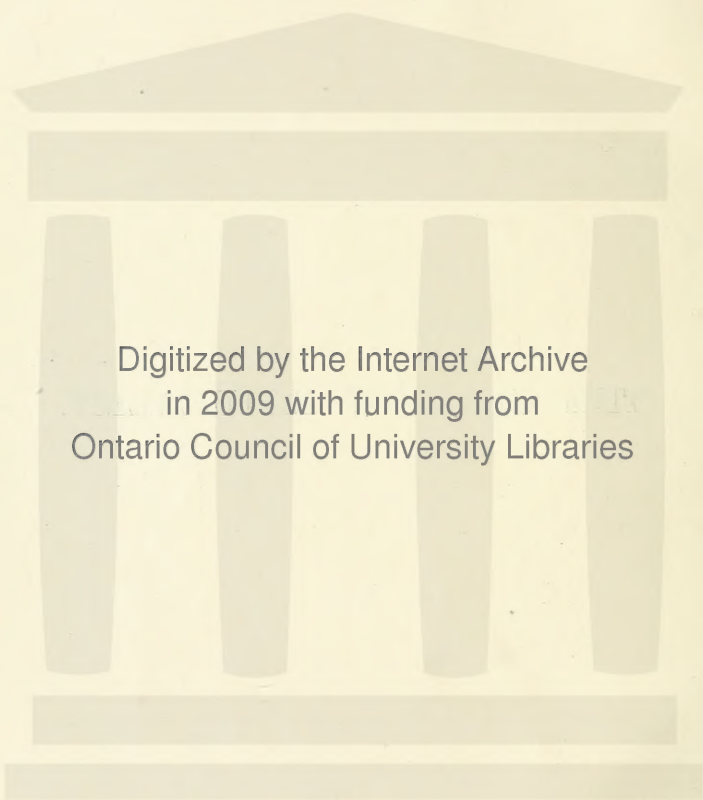 Digitized by the Internet Archive
in 2009 with funding from
Ontario Council of University Libraries